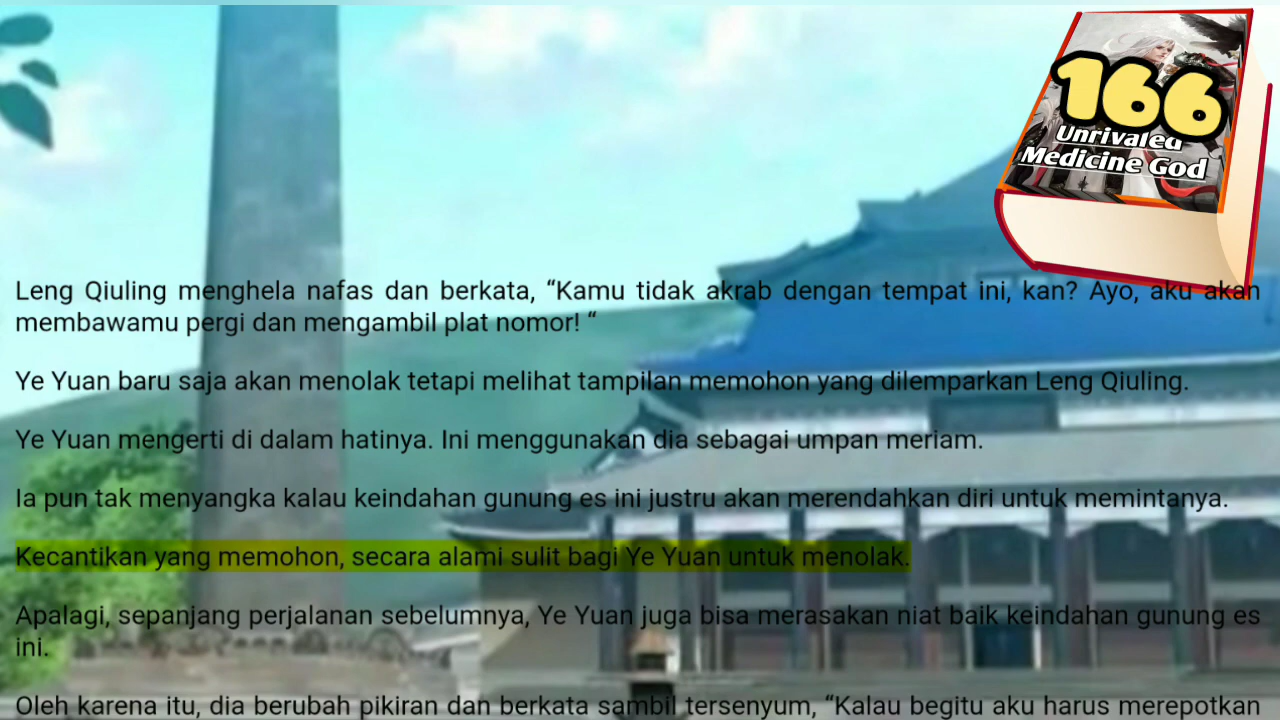 166
Unrivaled
Medicine God
Leng Qiuling menghela nafas dan berkata, “Kamu tidak akrab dengan tempat ini, kan? Ayo, aku akan
membawamu pergi dan mengambil plat nomor! “
Ye Yuan baru saja akan menolak tetapi melihat tampilan memohon yang dilemparkan Leng Qiuling.
Ye Yuan mengerti di dalam hatinya. Ini menggunakan dia sebagai umpan meriam.
Ia pun tak menyangka kalau keindahan gunung es ini justru akan merendahkan diri untuk memintanya.
Kecantikan yang memohon, secara alami sulit bagi Ye Yuan untuk menolak.
Apalagi, sepanjang perjalanan sebelumnya, Ye Yuan juga bisa merasakan niat baik keindahan gunung es
ini.
Oleh karena itu, dia berubah pikiran dan berkata sambil tersenyum, “Kalau begitu aku harus merepotkan